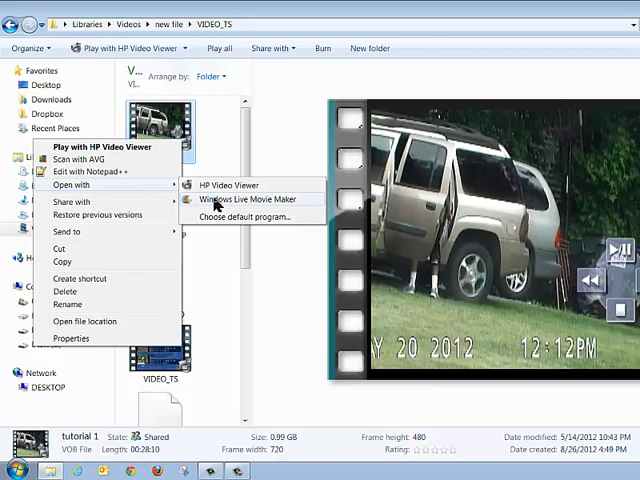 Libraries ▸ Videos ▸ new file ▸ VIDEO_TS
Organize Play with HP Video Viewer Play all Share with Burn New folder
Favorites
Desktop
Downloads
Dropbox
Recent Places
V...
VI...
Arrange by: Folder
Play with HP Video Viewer
Scan with AVG
Edit with Notepad++
Open with
Share with
Restore previous versions
Send to
Cut
Copy
Create shortcut
Delete
Rename
Open file location
Properties
HP Video Viewer
Windows Live Movie Maker
Choose default program...
Network
DESKTOP
VIDEO_TS
Y 20 2012 12:12PM
tutorial 1 State: Shared Size: 0.99 GB Frame height: 480 Date modified: 5/14/2012 10:43 PM
VOB File Length: 00:28:10 Frame width: 720 Rating: Date created: 8/26/2012 4:49 PM